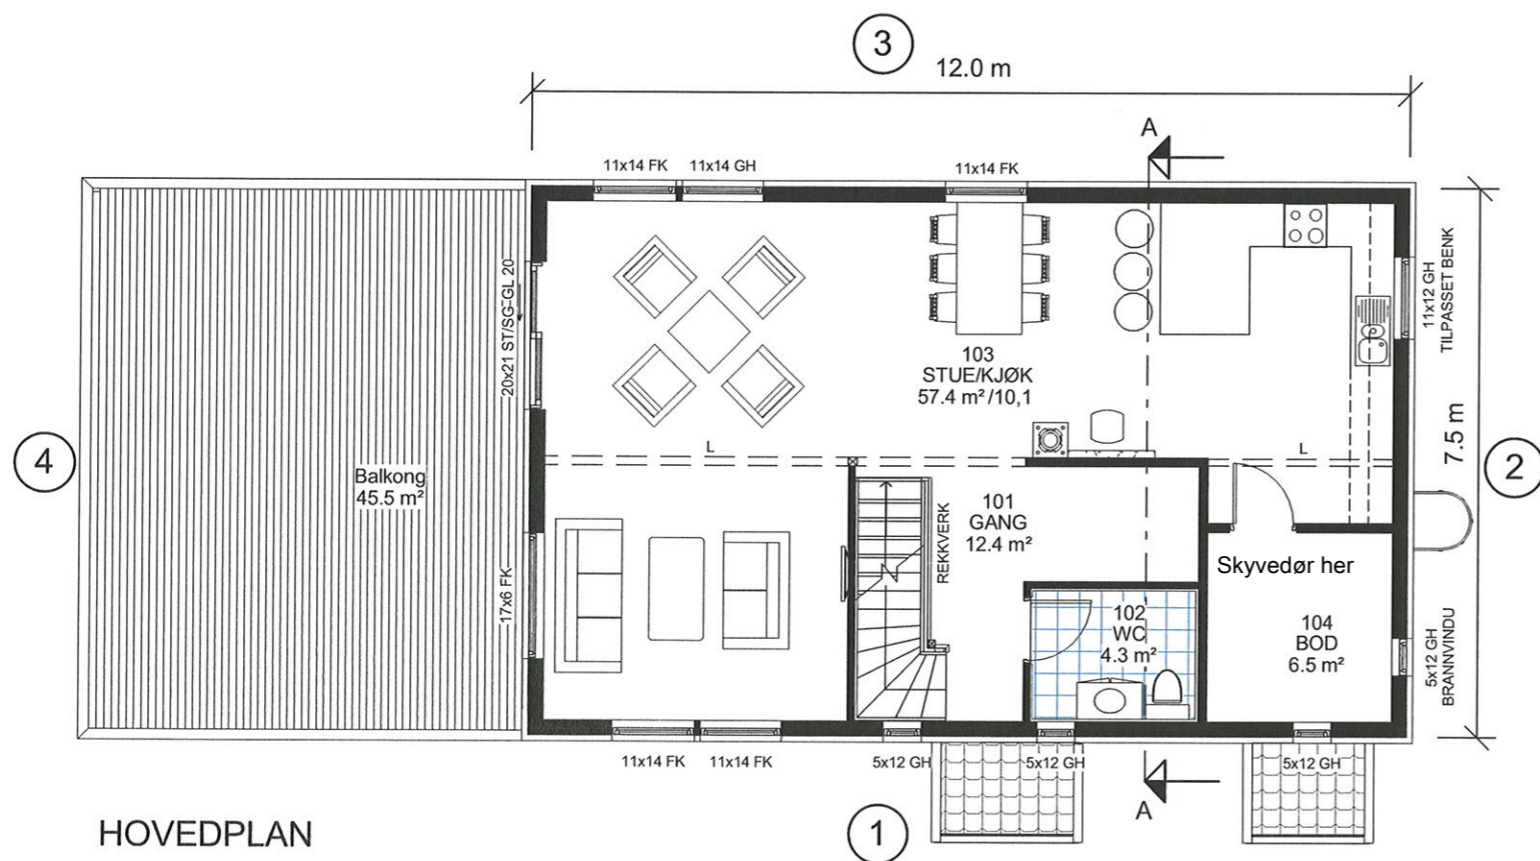 3
12.0 m
A
11x14 FK
11x14 GH
11x14 FK
20x21 ST/SG-GL 20
11x12 GH
TILPASSET BENK
103
STUE/KJØK
57.4 m²/10,1
7.5 m
4
2
L
L
Balkong
45.5 m²
101
GANG
12.4 m²
REKKVERK
Skyvedør her
17x6 FK
102
WC
4.3 m²
104
BOD
6.5 m²
5x12 GH
BRANNVINDU
11x14 FK
11x14 FK
5x12 GH
5x12 GH
5x12 GH
A
1
HOVEDPLAN